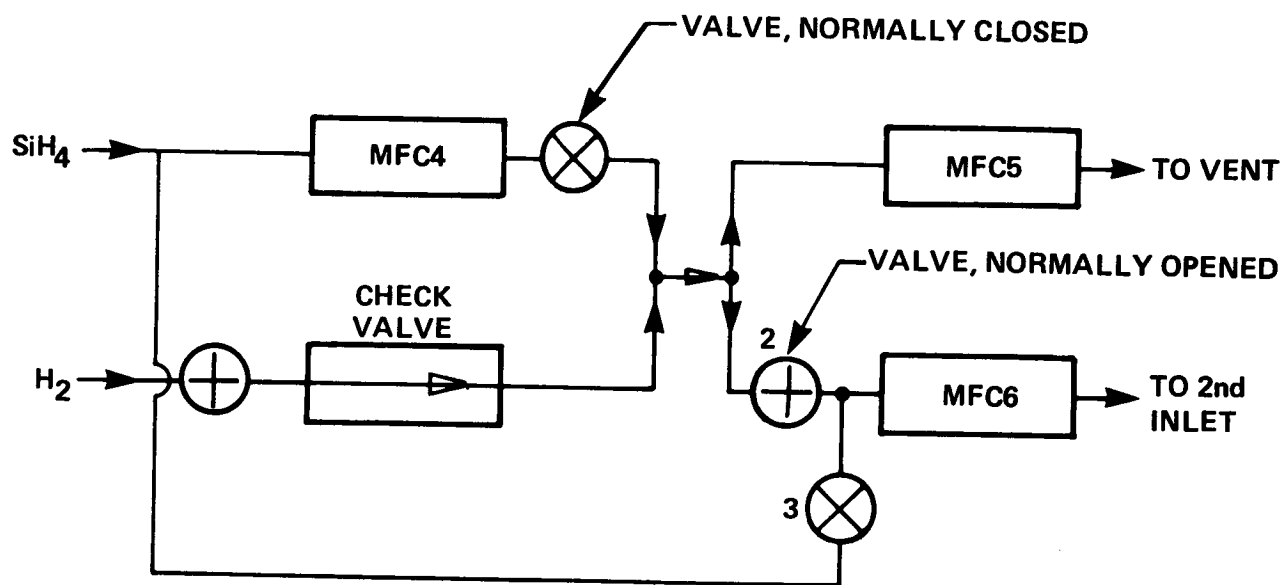 VALVE, NORMALLY CLOSED
SiH4
MFC4
MFC5
TO VENT
VALVE, NORMALLY OPENED
CHECK
VALVE
2
H2
MFC6
TO 2nd
INLET
3